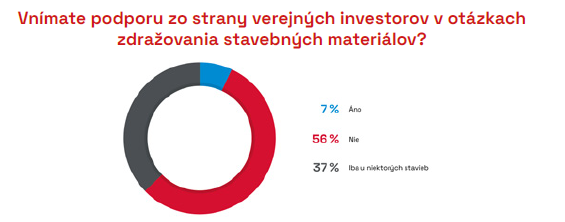 Vnímate podporu zo strany verejných investorov v otázkach
zdražovania stavebných materiálov?
7 % Áno
56 % Nie
37 % Iba u niektorých stavieb